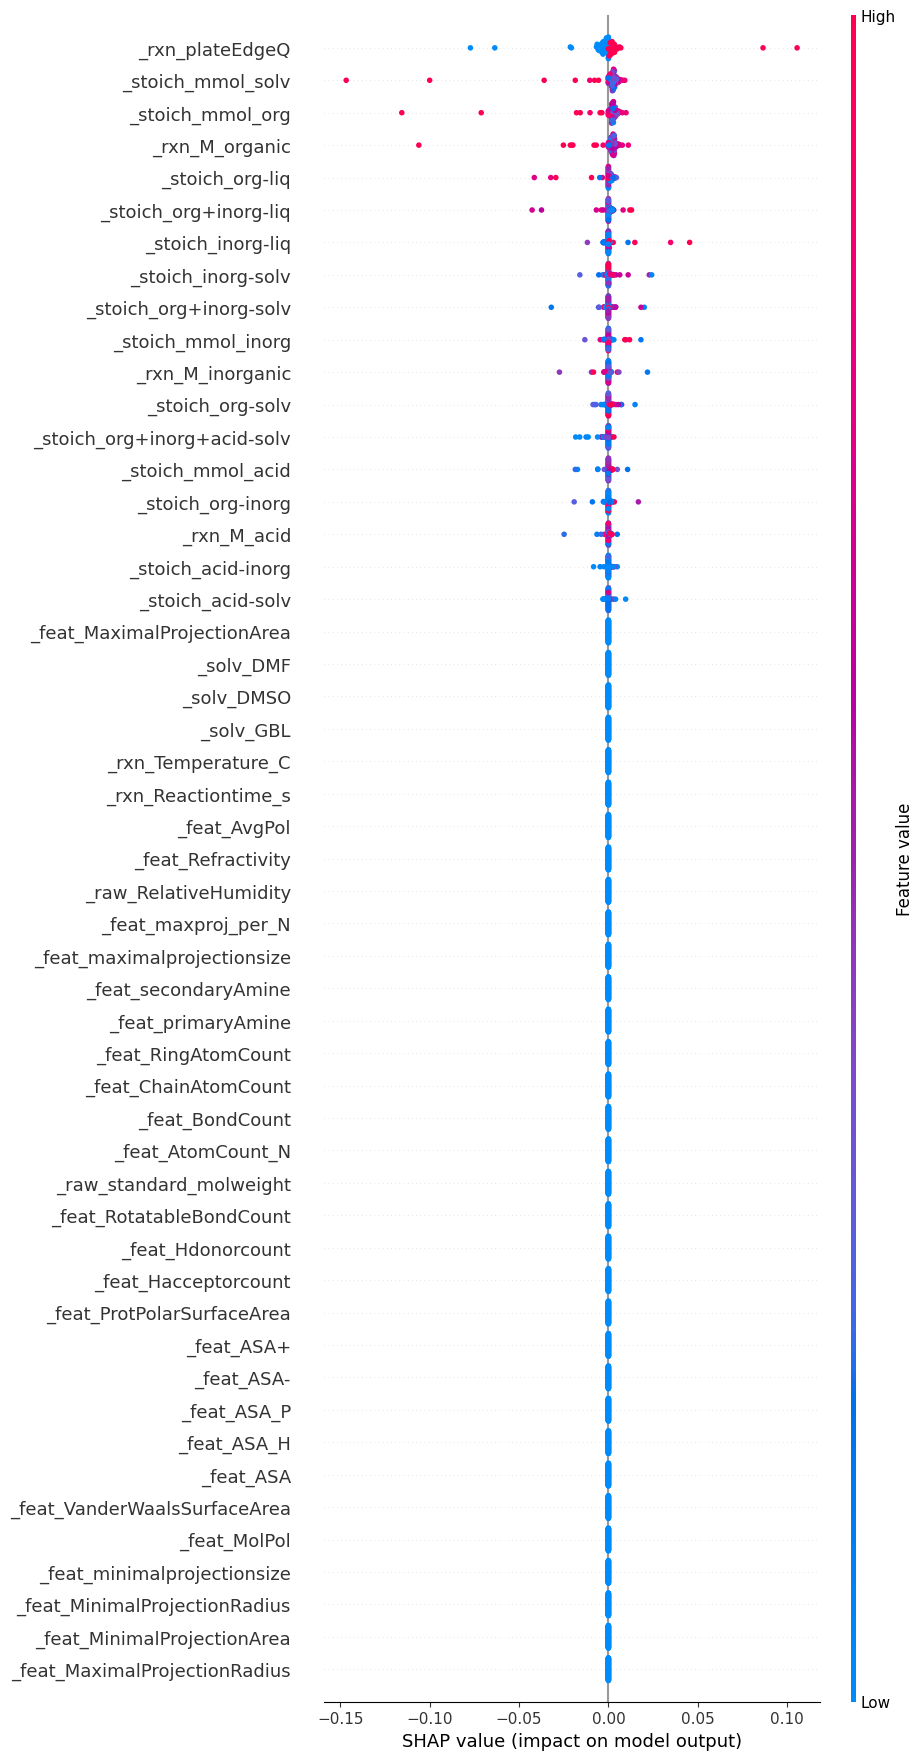 High
_rxn_plateEdgeQ
_stoich_mmol_solv
_stoich_mmol_org
_rxn_M_organic
_stoich_org-liq
_stoich_org+inorg-liq
_stoich_inorg-liq
_stoich_inorg-solv
_stoich_org+inorg-solv
_stoich_mmol_inorg
_rxn_M_inorganic
_stoich_org-solv
_stoich_org+inorg+acid-solv
_stoich_mmol_acid
_stoich_org-inorg
_rxn_M_acid
_stoich_acid-inorg
_stoich_acid-solv
_feat_MaximalProjectionArea
_solv_DMF
_solv_DMSO
_solv_GBL
_rxn_Temperature_C
_rxn_Reactiontime_s
_feat_AvgPol
_feat_Refractivity
_raw_RelativeHumidity
_feat_maxproj_per_N
_feat_maximalprojectionsize
_feat_secondaryAmine
_feat_primaryAmine
_feat_RingAtomCount
_feat_ChainAtomCount
_feat_BondCount
_feat_AtomCount_N
_raw_standard_molweight
_feat_RotatableBondCount
_feat_Hdonorcount
_feat_Hacceptorcount
_feat_ProtPolarSurfaceArea
_feat_ASA+
_feat_ASA-
_feat_ASA_P
_feat_ASA_H
_feat_ASA
_feat_VanderWaalsSurfaceArea
_feat_MolPol
_feat_minimalprojectionsize
_feat_MinimalProjectionRadius
_feat_MinimalProjectionArea
_feat_MaximalProjectionRadius
Feature value
Low
−0.15 −0.10 −0.05 0.00 0.05 0.10
SHAP value (impact on model output)